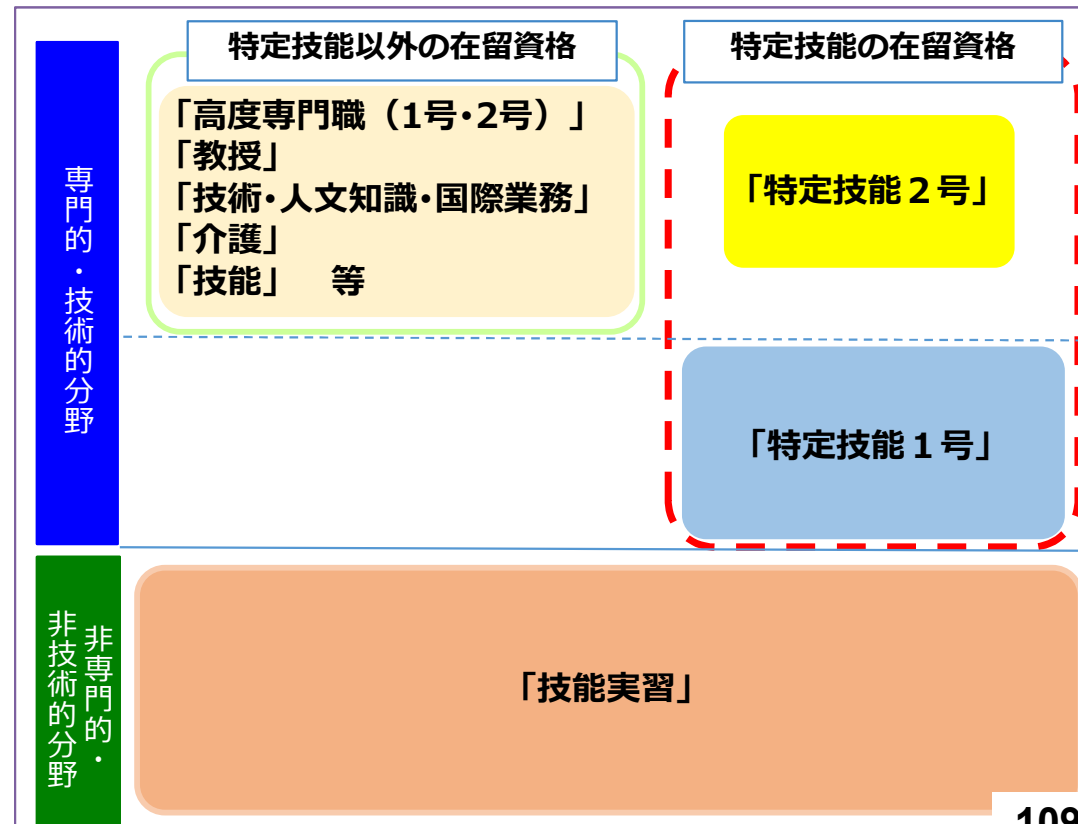 特定技能以外の在留資格
特定技能の在留資格
専門的・技術的分野
「高度専門職（1号・2号）」
「教授」
「技術・人文知識・国際業務」
「介護」
「技能」　等
「特定技能２号」
「特定技能１号」
非専門的・
非技術的分野
「技能実習」
109